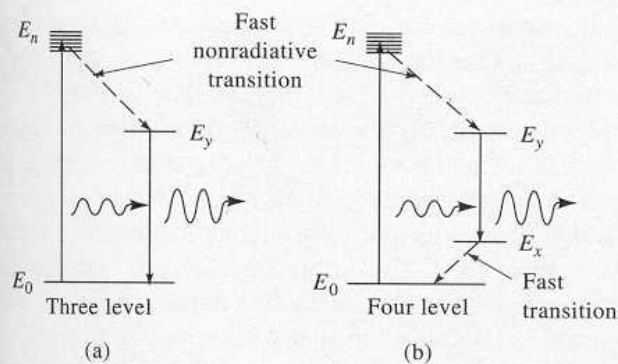 Fast
nonradiative
transition
E_n
E_y
E_0
Three level
(a)
E_n
E_y
E_x
E_0
Four level
Fast
transition
(b)